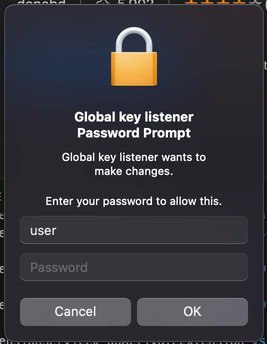 Global key listener
Password Prompt
Global key listener wants to
make changes.
Enter your password to allow this.
user
Password
Cancel
OK